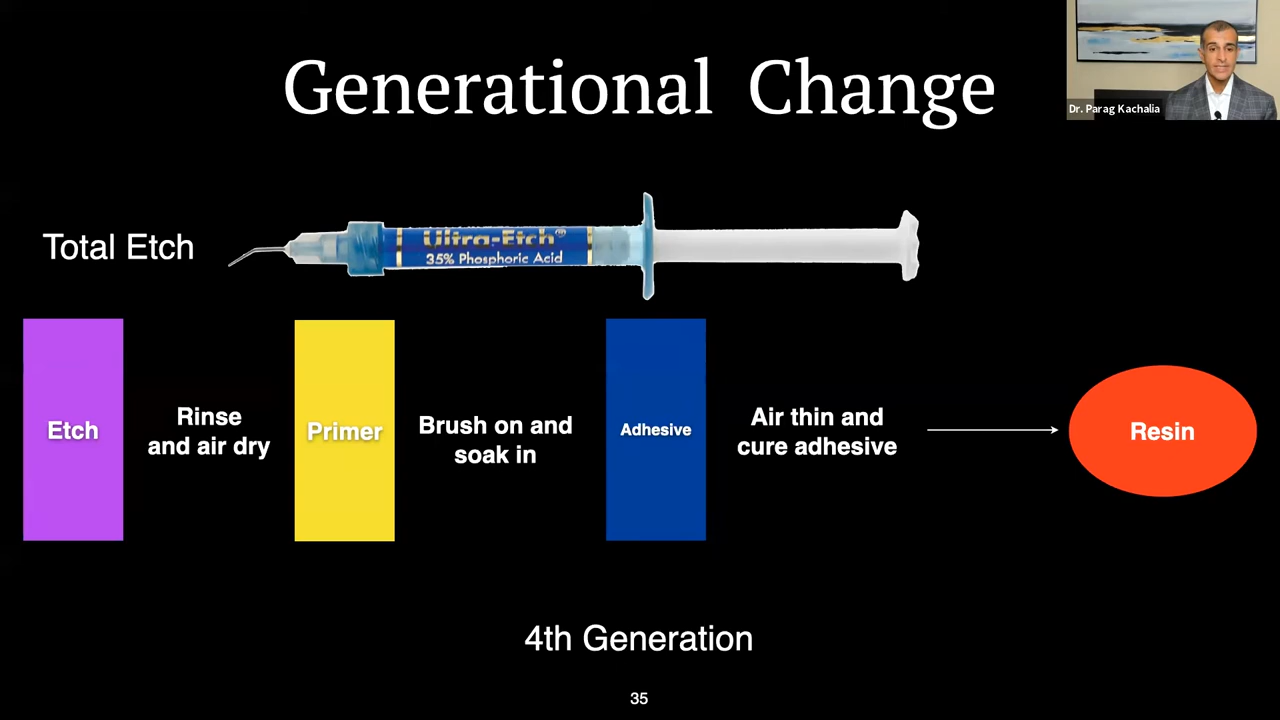 Generational Change
Dr. Parag Kachalia
Total Etch
Ultra-Etch®
35% Phosphoric Acid
Etch
Rinse
and air dry
Primer
Brush on and
soak in
Adhesive
Air thin and
cure adhesive
Resin
4th Generation
35